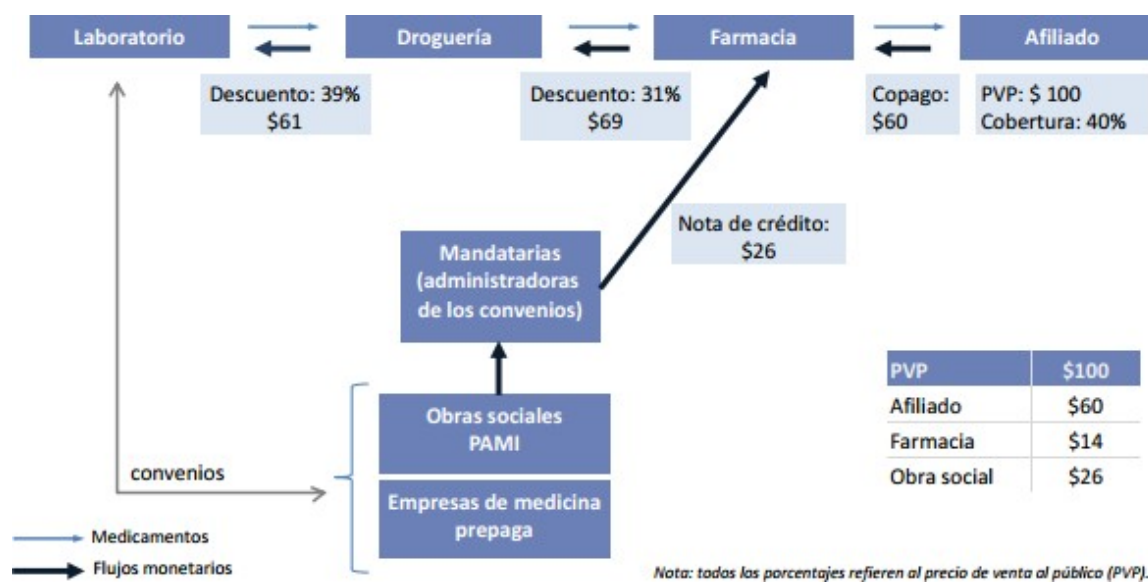 Laboratorio
Droguería
Farmacia
Afiliado
Descuento: 39%
$61
Descuento: 31%
$69
Copago:
$60
PVP: $ 100
Cobertura: 40%
Nota de crédito:
$26
Mandatarias
(administradoras
de los convenios)
PVP $100
Afiliado $60
Farmacia $14
Obra social $26
Obras sociales
PAMI
convenios
Empresas de medicina
prepaga
Medicamentos
Flujos monetarios
Nota: todas los porcentajes refieren al precio de venta al público (PVP).